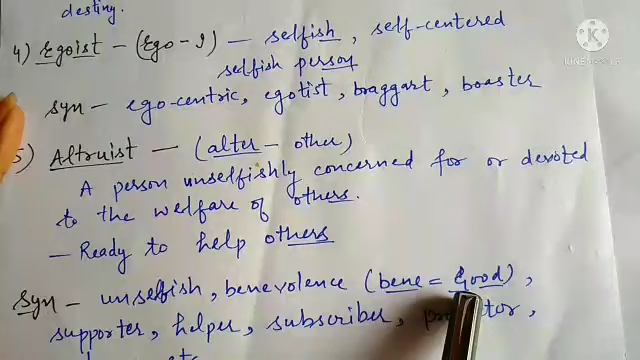 destiny.
4) Egoist - (Ego - I) - selfish, self-centered
selfish person
syn - ego-centric, egotist, braggart, boaster
5) Altruist - (alter - other)
A person unselfishly concerned for or devoted
to the welfare of others.
- Ready to help others
Syn - unselfish, benevolence (bene = Good),
supporter, helper, subscriber,
KINEMASTER